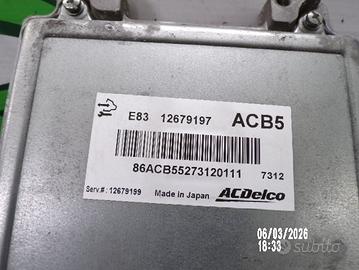 E83 12679197 ACB5
86ACB55273120111 7312
Serv.#: 12679199 Made in Japan ACDelco
06/03/2026
18:33
subito